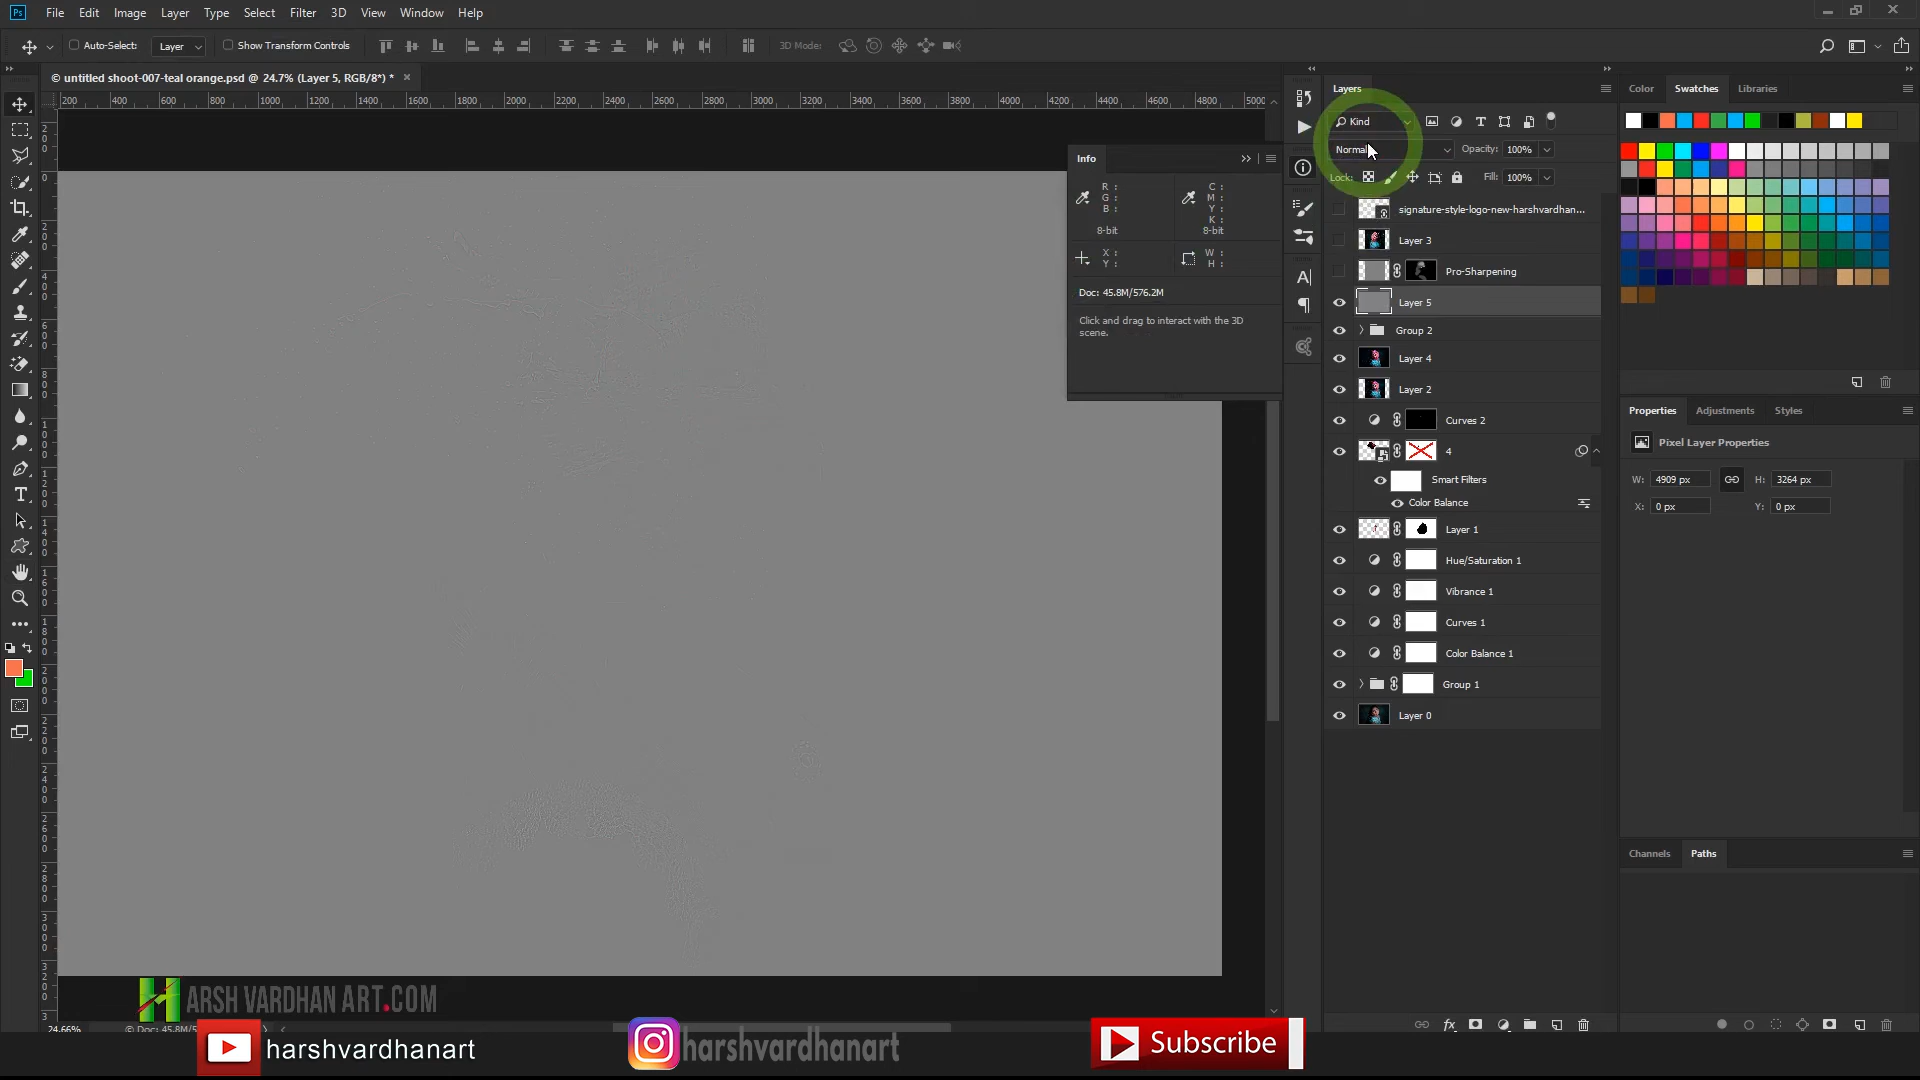 Ps File Edit Image Layer Type Select Filter 3D View Window Help
Auto-Select: Layer Show Transform Controls 3D Mode:
© untitled shoot-007-teal orange.psd @ 24.7% (Layer 5, RGB/8*) * ×
200 400 600 800 1000 1200 1400 1600 1800 2000 2200 2400 2600 2800 3000 3200 3400 3600 3800 4000 4200 4400 4600 4800 5000
Info
R: C:
G: M:
B: Y:
K:
8-bit 8-bit
X: W:
Y: H:
Doc: 45.8M/576.2M
Click and drag to interact with the 3D
scene.
Layers
Kind
Normal Opacity: 100%
Lock: Fill: 100%
signature-style-logo-new-harshvardhan...
Layer 3
Pro-Sharpening
Layer 5
Group 2
Layer 4
Layer 2
Curves 2
4
Smart Filters
Color Balance
Layer 1
Hue/Saturation 1
Vibrance 1
Curves 1
Color Balance 1
Group 1
Layer 0
Color Swatches Libraries
Properties Adjustments Styles
Pixel Layer Properties
W: 4909 px H: 3264 px
X: 0 px Y: 0 px
Channels Paths
HARSH VARDHAN ART.COM
24.66% © Doc: 45.8M/5
harshvardhanart
harshvardhanart
Subscribe